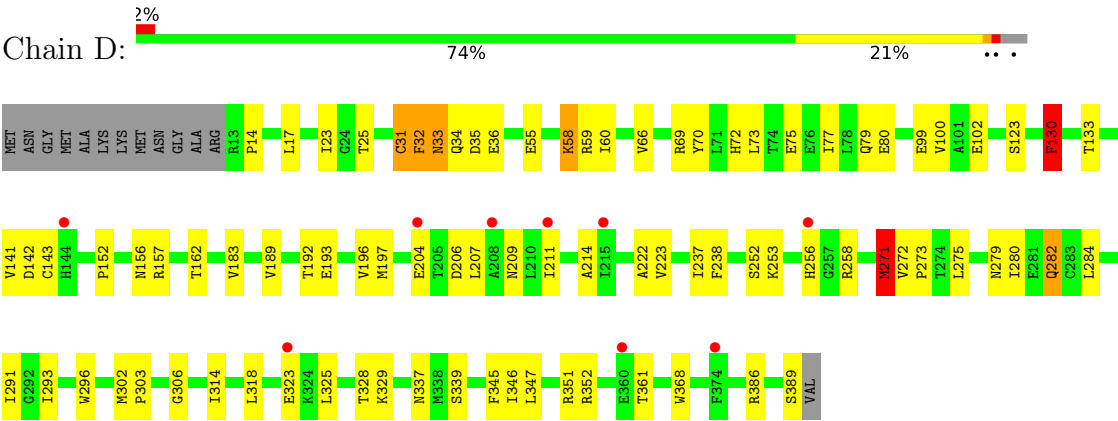 2%
Chain D:
74%
21%
MET ASN GLY MET ALA LYS LYS MET ASN GLY ALA ARG R13 P14 L17 I23 G24 T25 C31 F32 N33 Q34 D35 E36 E55 K58 R59 I60 V66 R69 Y70 L71 H72 L73 T74 E75 E76 I77 L78 Q79 E80 E99 V100 A101 E102 S123 F130 T133
V141 D142 C143 H144 P152 N156 R157 T162 V183 V189 T192 E193 V196 M197 E204 T205 D206 L207 A208 N209 L210 I211 A214 I215 A222 V223 I237 F238 S252 K253 H256 G257 R258 M271 V272 P273 T274 L275 N279 I280 E281 Q282 C283 L284
I291 G292 I293 W296 M302 P303 G306 I314 L318 E323 K324 L325 T328 K329 N337 M338 S339 F345 I346 L347 R351 R352 E360 T361 W368 F374 R386 S389 VAL